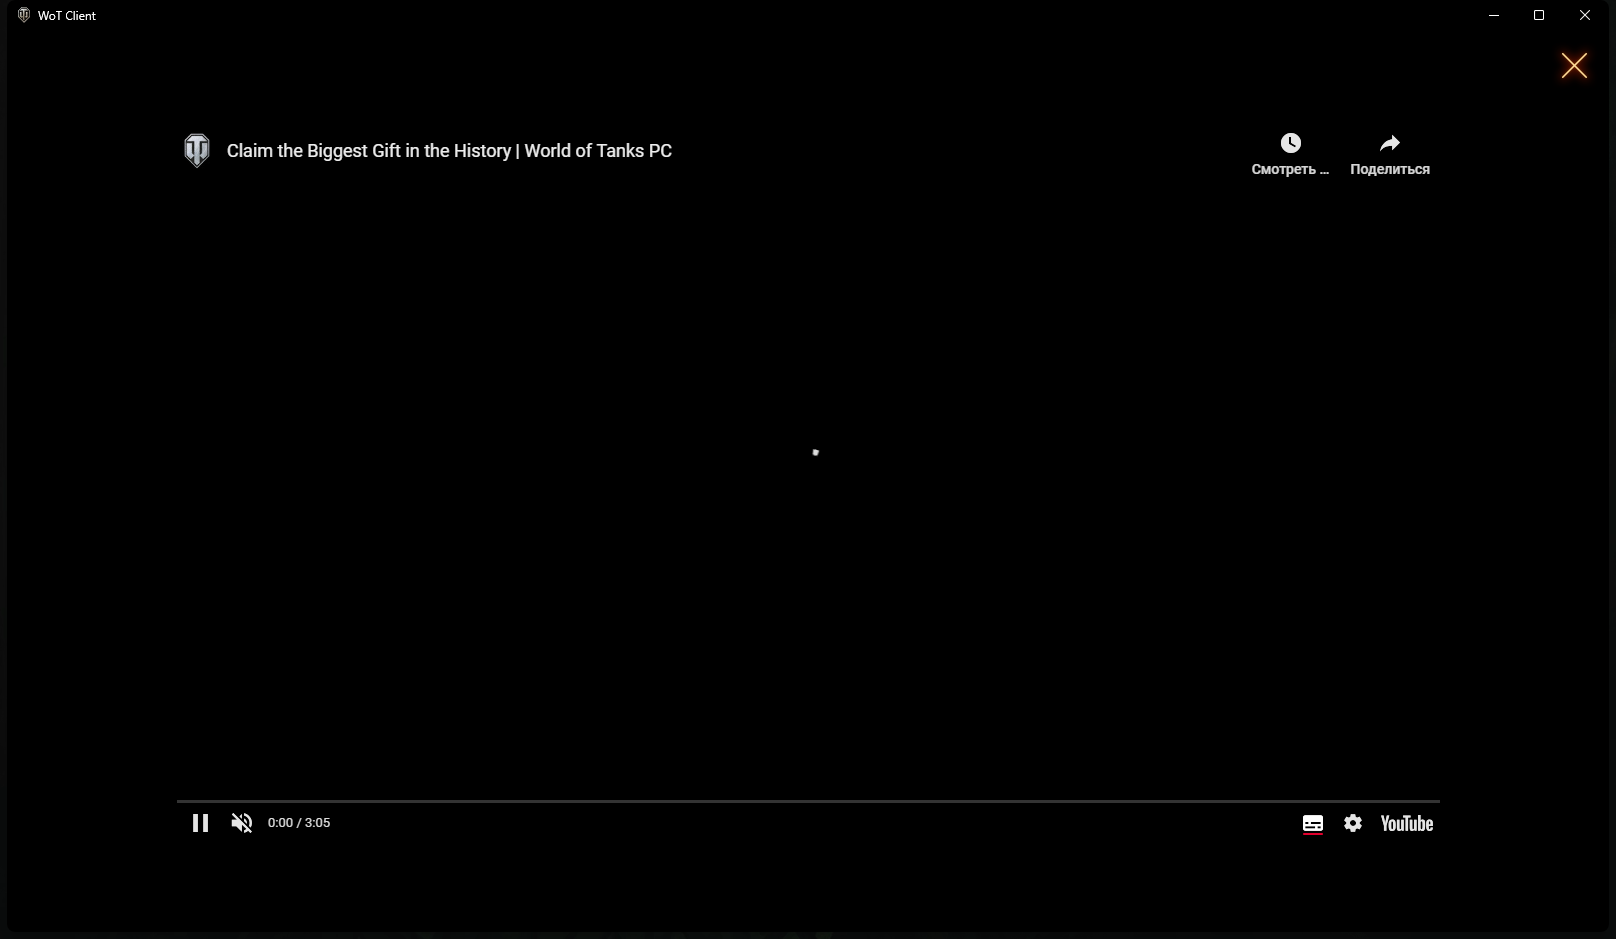 WoT Client
Claim the Biggest Gift in the History | World of Tanks PC
Смотреть ...
Поделиться
0:00 / 3:05
YouTube